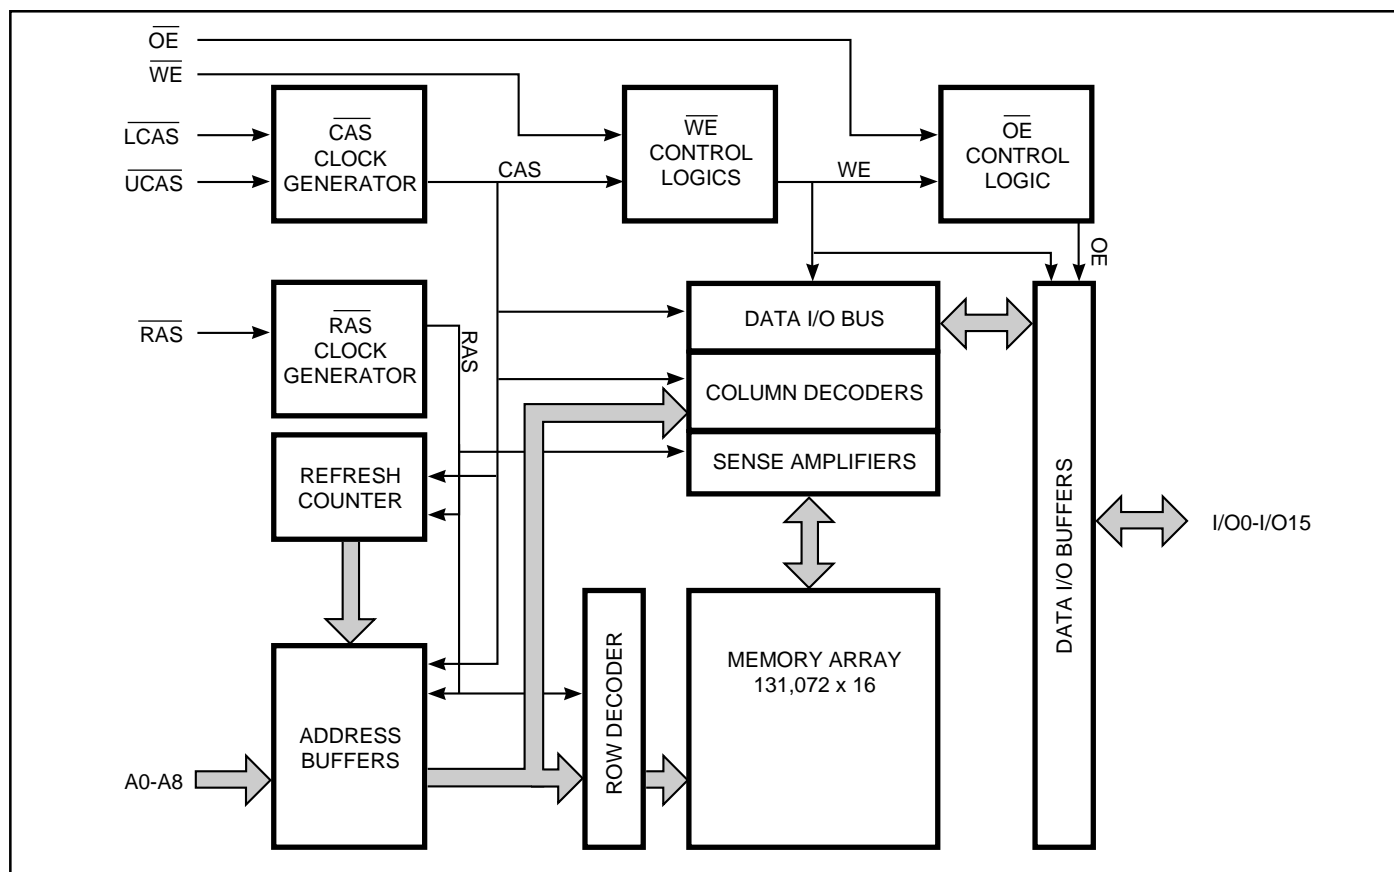 OE
WE
LCAS
UCAS
CAS
CLOCK
GENERATOR
CAS
WE
CONTROL
LOGICS
WE
OE
CONTROL
LOGIC
OE
RAS
RAS
CLOCK
GENERATOR
RAS
DATA I/O BUS
COLUMN DECODERS
SENSE AMPLIFIERS
REFRESH
COUNTER
DATA I/O BUFFERS
I/O0-I/O15
ROW DECODER
MEMORY ARRAY
131,072 x 16
ADDRESS
BUFFERS
A0-A8